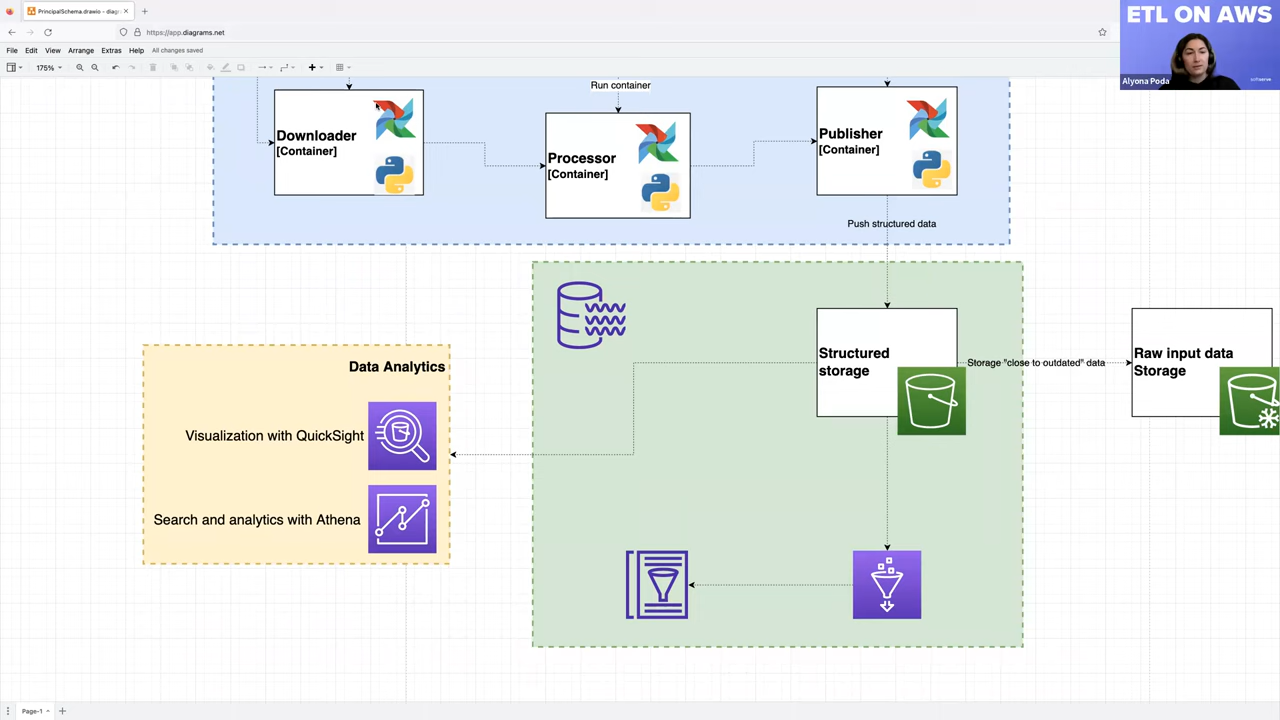 PrincipalSchema.drawio - diag
https://app.diagrams.net
File Edit View Arrange Extras Help All changes saved
175%
ETL ON AWS
Alyona Poda
softserve
Run container
Downloader
[Container]
Processor
[Container]
Publisher
[Container]
Push structured data
Structured
storage
Storage "close to outdated" data
Raw input data
Storage
Data Analytics
Visualization with QuickSight
Search and analytics with Athena
Page-1